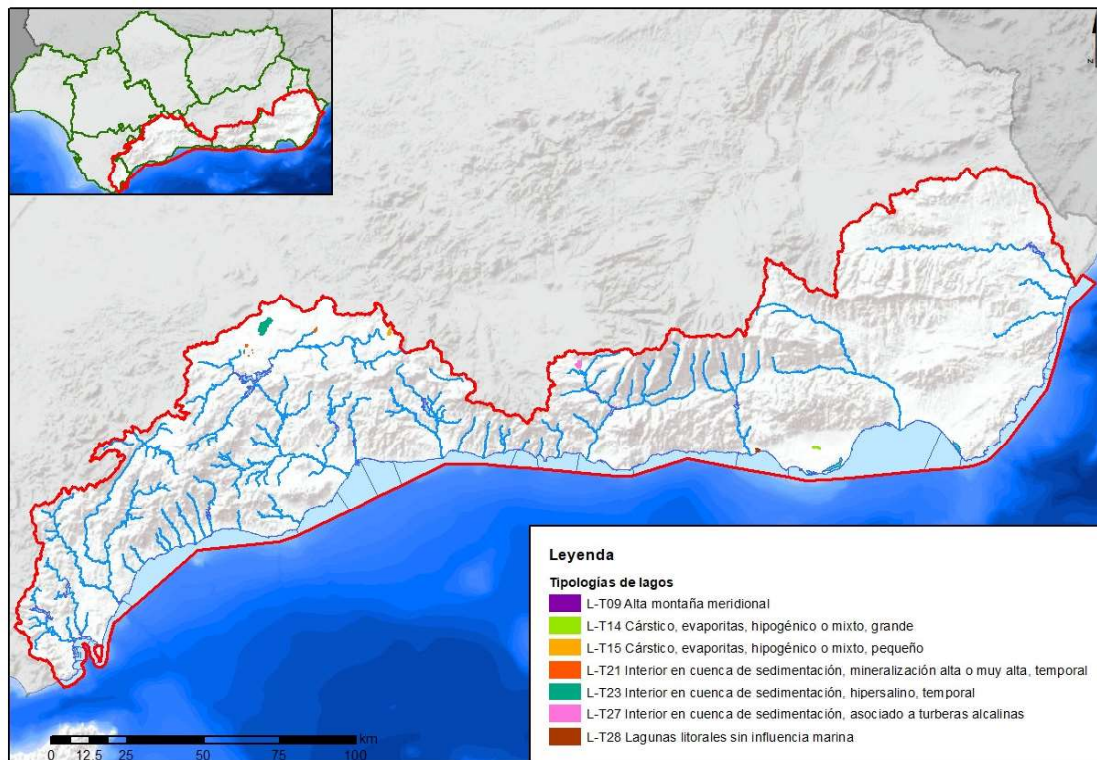 N
Leyenda
Tipologías de lagos
L-T09 Alta montaña meridional
L-T14 Cárstico, evaporitas, hipogénico o mixto, grande
L-T15 Cárstico, evaporitas, hipogénico o mixto, pequeño
L-T21 Interior en cuenca de sedimentación, mineralización alta o muy alta, temporal
L-T23 Interior en cuenca de sedimentación, hipersalino, temporal
L-T27 Interior en cuenca de sedimentación, asociado a turberas alcalinas
L-T28 Lagunas litorales sin influencia marina
km
0 12.5 25 50 75 100